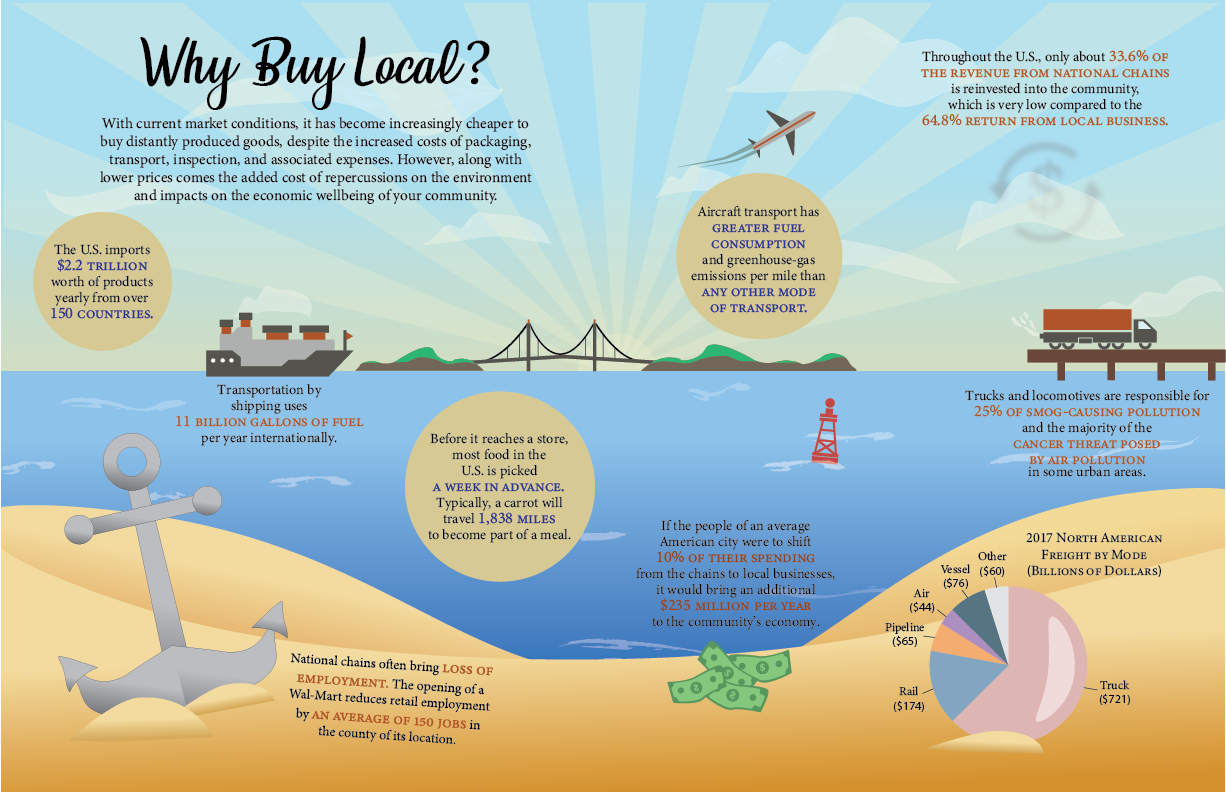 Why Buy Local?
With current market conditions, it has become increasingly cheaper to
buy distantly produced goods, despite the increased costs of packaging,
transport, inspection, and associated expenses. However, along with
lower prices comes the added cost of repercussions on the environment
and impacts on the economic wellbeing of your community.
Throughout the U.S., only about 33.6% OF
THE REVENUE FROM NATIONAL CHAINS
is reinvested into the community,
which is very low compared to the
64.8% RETURN FROM LOCAL BUSINESS.
$
The U.S. imports
$2.2 TRILLION
worth of products
yearly from over
150 COUNTRIES.
Aircraft transport has
GREATER FUEL
CONSUMPTION
and greenhouse-gas
emissions per mile than
ANY OTHER MODE
OF TRANSPORT.
Transportation by
shipping uses
11 BILLION GALLONS OF FUEL
per year internationally.
Trucks and locomotives are responsible for
25% OF SMOG-CAUSING POLLUTION
and the majority of the
CANCER THREAT POSED
BY AIR POLLUTION
in some urban areas.
Before it reaches a store,
most food in the
U.S. is picked
A WEEK IN ADVANCE.
Typically, a carrot will
travel 1,838 MILES
to become part of a meal.
If the people of an average
American city were to shift
10% OF THEIR SPENDING
from the chains to local businesses,
it would bring an additional
$235 MILLION PER YEAR
to the community's economy.
National chains often bring LOSS OF
EMPLOYMENT. The opening of a
Wal-Mart reduces retail employment
by AN AVERAGE OF 150 JOBS in
the county of its location.
2017 NORTH AMERICAN
FREIGHT BY MODE
(BILLIONS OF DOLLARS)
Other
($60)
Vessel
($76)
Air
($44)
Pipeline
($65)
Rail
($174)
Truck
($721)